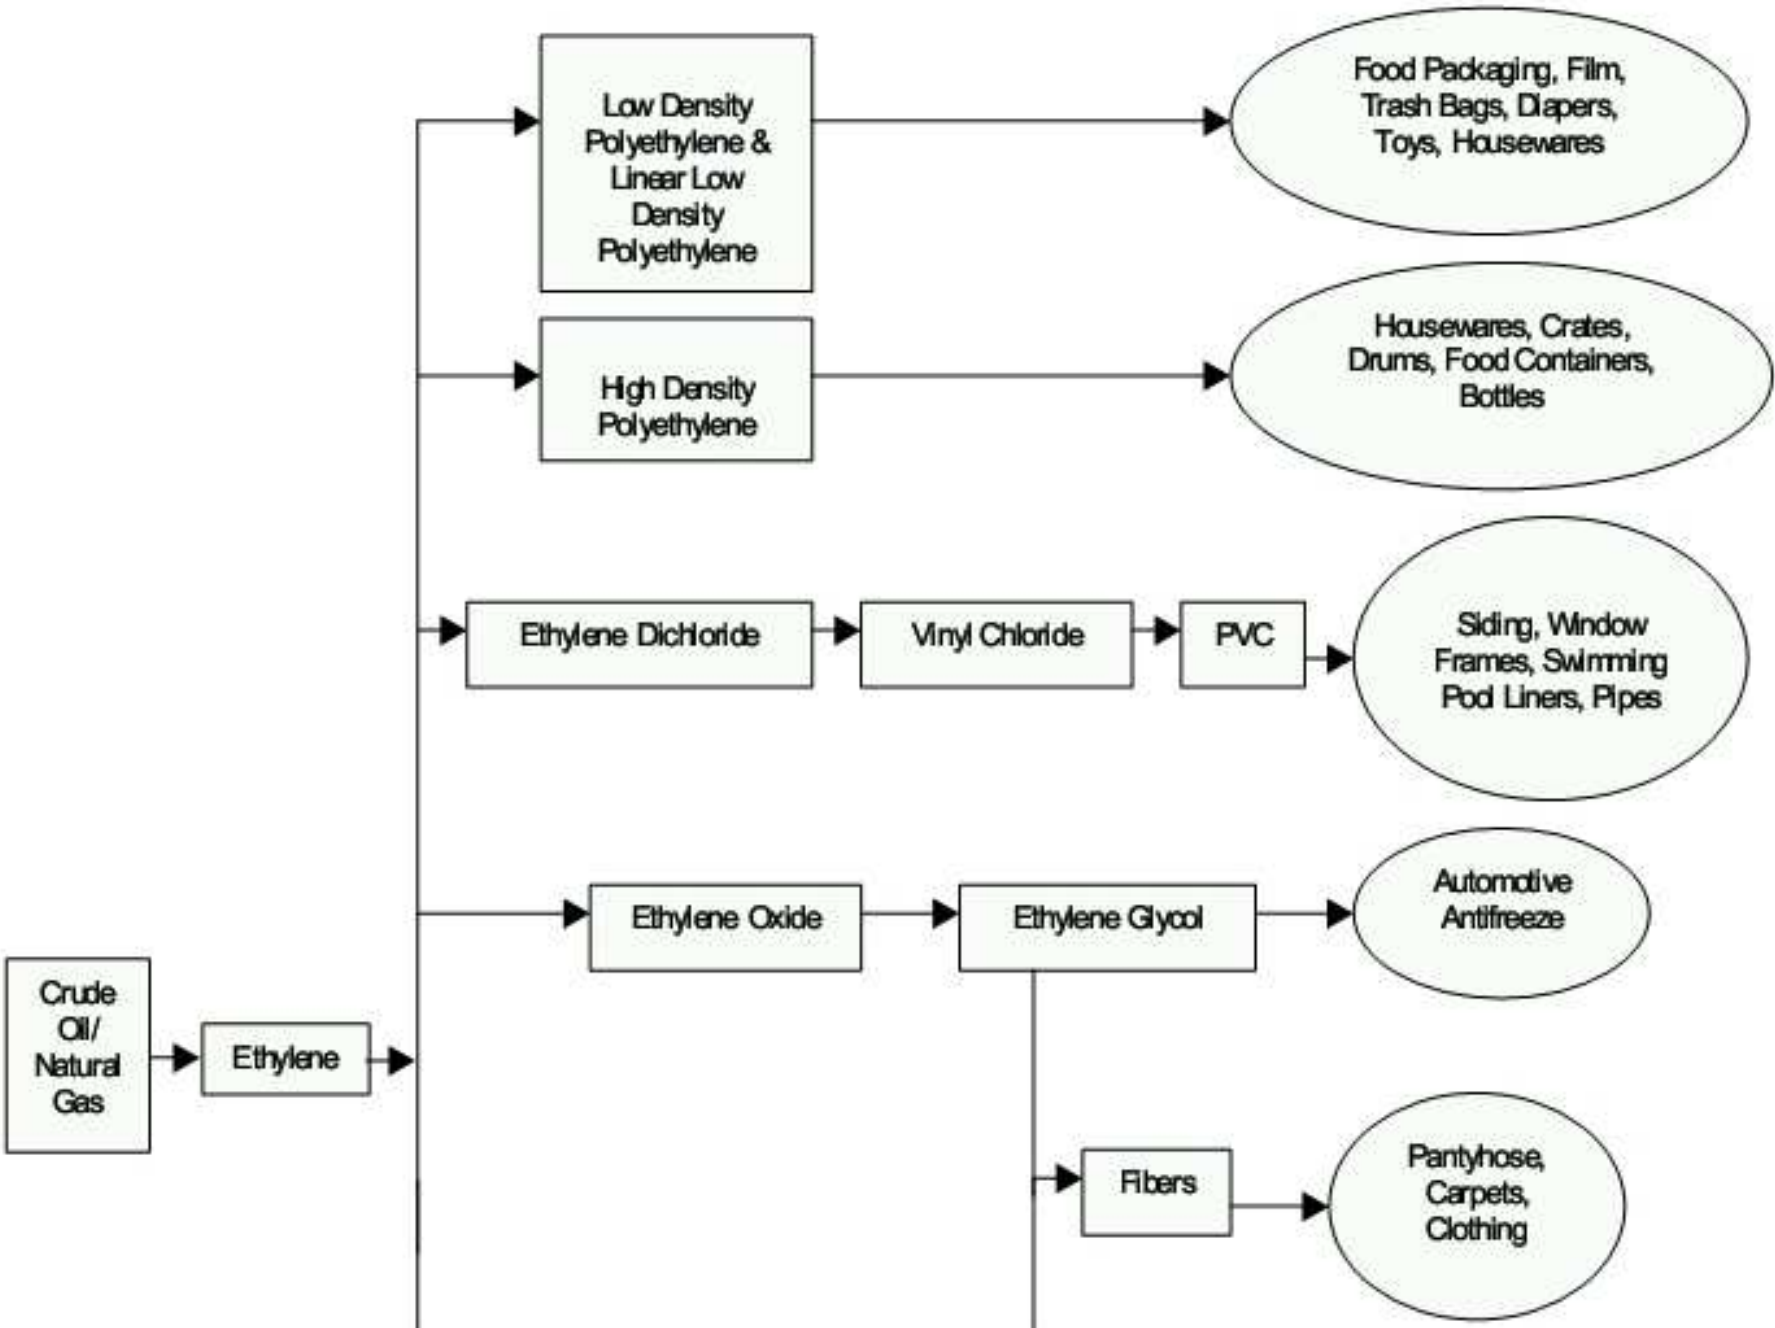 Low Density
Polyethylene &
Linear Low
Density
Polyethylene
Food Packaging, Film,
Trash Bags, Diapers,
Toys, Housewares
High Density
Polyethylene
Housewares, Crates,
Drums, Food Containers,
Bottles
Ethylene Dichloride
Vinyl Chloride
PVC
Siding, Window
Frames, Swimming
Pool Liners, Pipes
Ethylene Oxide
Ethylene Glycol
Automotive
Antifreeze
Crude
Oil/
Natural
Gas
Ethylene
Fibers
Pantyhose,
Carpets,
Clothing